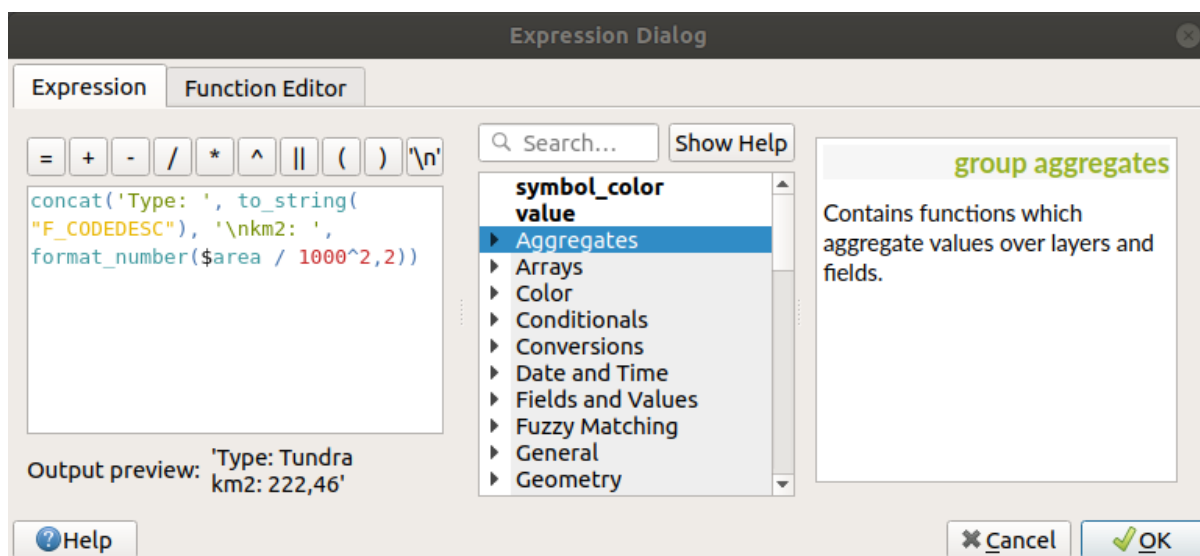 Expression Dialog
Expression
Function Editor
= + - / * ^ || ( ) '\n'
concat('Type: ', to_string(
"F_CODEDESC"), '\nkm2: ',
format_number($area / 1000^2,2))
Output preview: 'Type: Tundra
km2: 222,46'
Search...
Show Help
symbol_color
value
Aggregates
Arrays
Color
Conditionals
Conversions
Date and Time
Fields and Values
Fuzzy Matching
General
Geometry
group aggregates
Contains functions which
aggregate values over layers and
fields.
Help
Cancel
OK